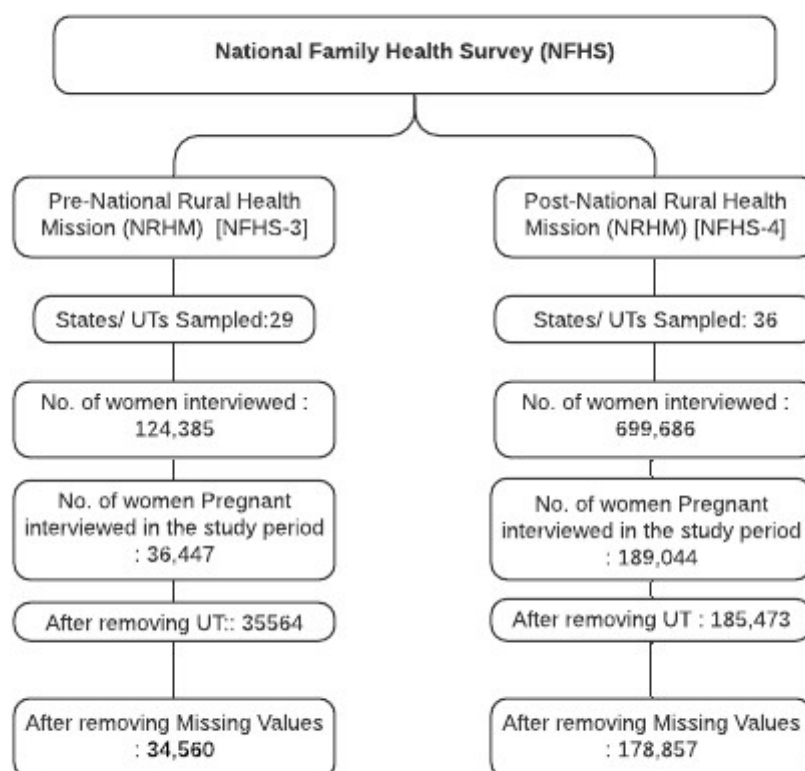 National Family Health Survey (NFHS)
Pre-National Rural Health
Mission (NRHM) [NFHS-3]
States/ UTs Sampled:29
No. of women interviewed :
124,385
No. of women Pregnant
interviewed in the study period
: 36,447
After removing UT:: 35564
After removing Missing Values
: 34,560
Post-National Rural Health
Mission (NRHM) [NFHS-4]
States/ UTs Sampled: 36
No. of women interviewed :
699,686
No. of women Pregnant
interviewed in the study period
: 189,044
After removing UT : 185,473
After removing Missing Values
: 178,857